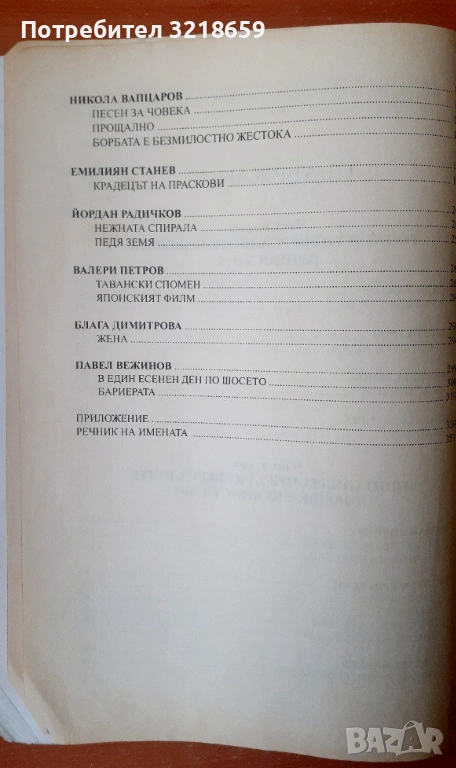 Потребител 3218659
НИКОЛА ВАПЦАРОВ
ПЕСЕН ЗА ЧОВЕКА
ПРОЩАЛНО
БОРБАТА Е БЕЗМИЛОСТНО ЖЕСТОКА
ЕМИЛИЯН СТАНЕВ
КРАДЕЦЪТ НА ПРАСКОВИ
ЙОРДАН РАДИЧКОВ
НЕЖНАТА СПИРАЛА
ПЕДЯ ЗЕМЯ
ВАЛЕРИ ПЕТРОВ
ТАВАНСКИ СПОМЕН
ЯПОНСКИЯТ ФИЛМ
БЛАГА ДИМИТРОВА
ЖЕНА
ПАВЕЛ ВЕЖИНОВ
В ЕДИН ЕСЕНЕН ДЕН ПО ШОСЕТО
БАРИЕРАТА
ПРИЛОЖЕНИЕ
РЕЧНИК НА ИМЕНАТА
BAZAR